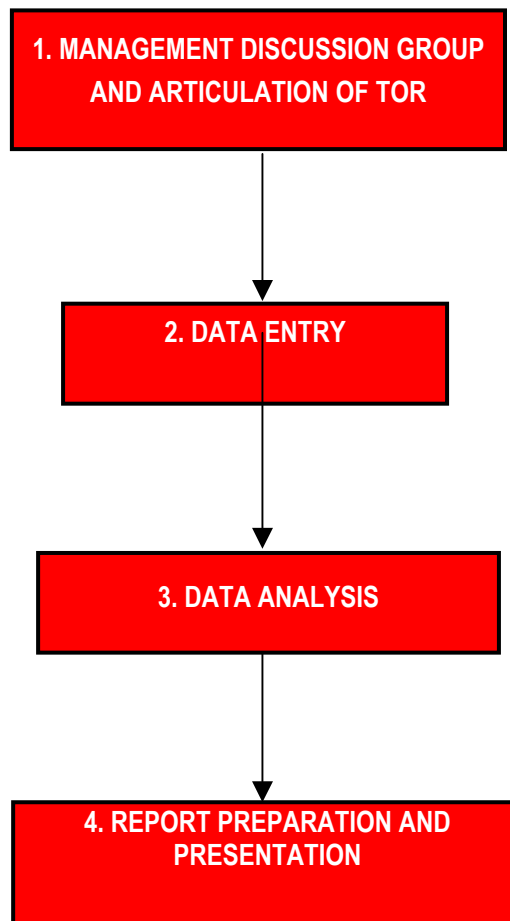 1. MANAGEMENT DISCUSSION GROUP
AND ARTICULATION OF TOR
2. DATA ENTRY
3. DATA ANALYSIS
4. REPORT PREPARATION AND
PRESENTATION